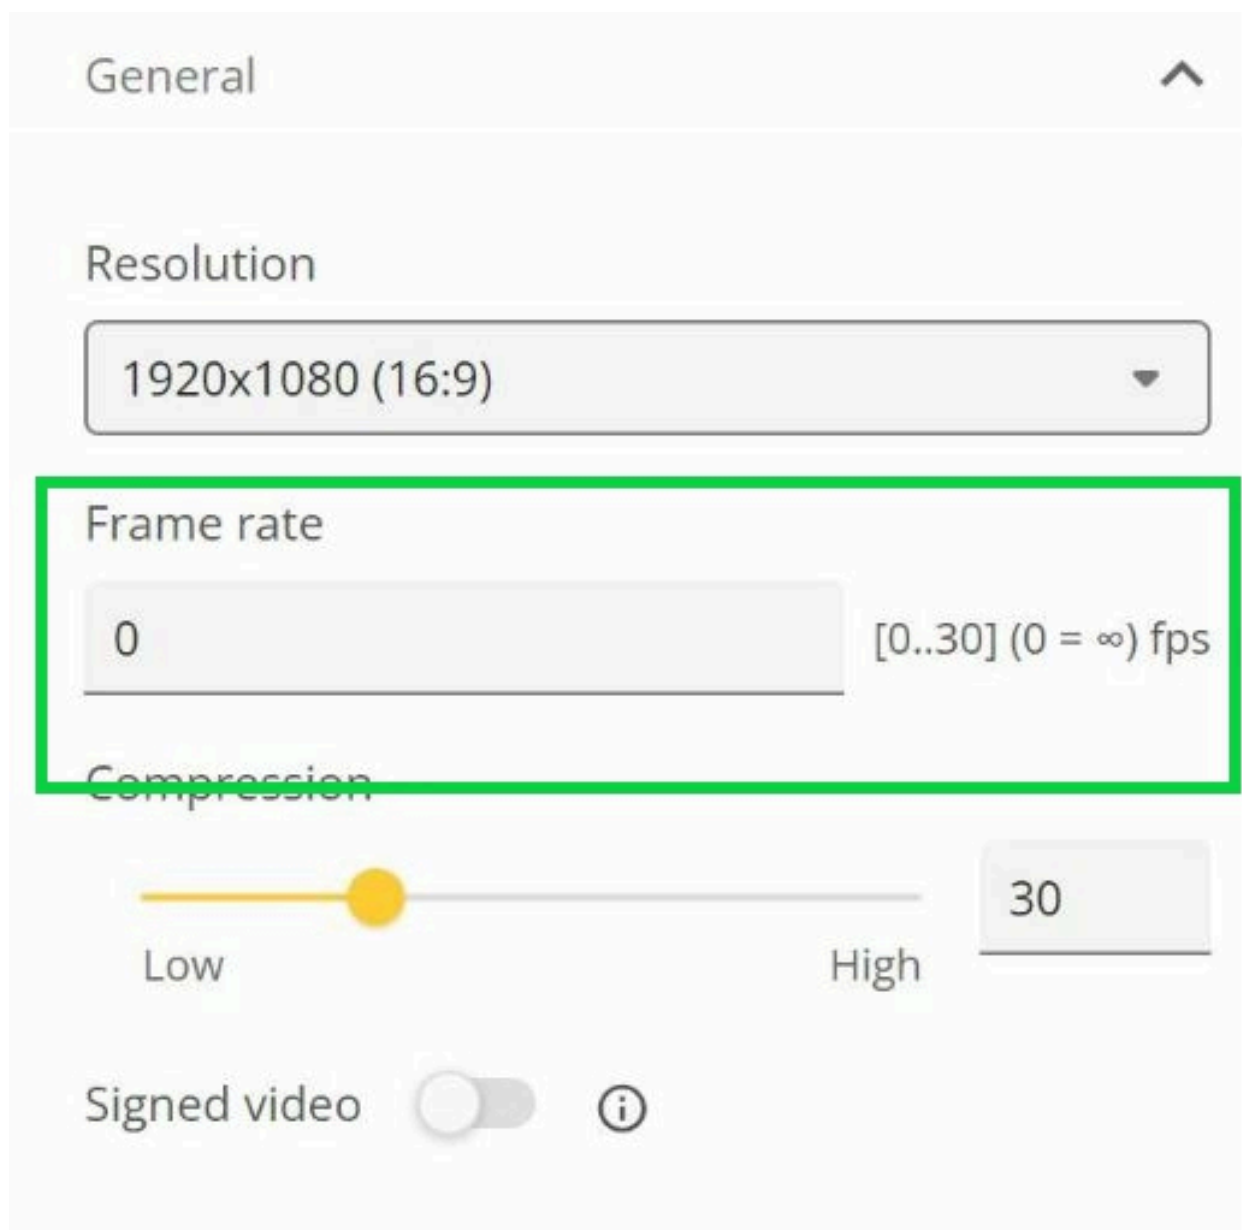 General
Resolution
1920x1080 (16:9)
Frame rate
0
[0..30] (0 = ∞) fps
Compression
30
Low
High
Signed video